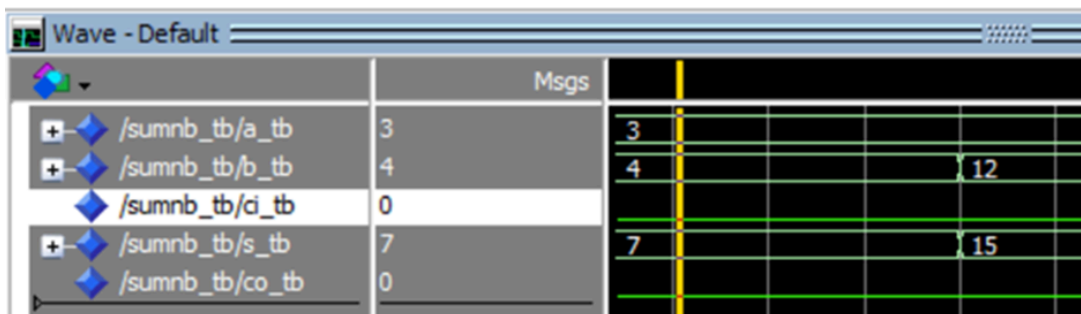 Wave - Default
Msgs
/sumnb_tb/a_tb 3 3
/sumnb_tb/b_tb 4 4 12
/sumnb_tb/ci_tb 0
/sumnb_tb/s_tb 7 7 15
/sumnb_tb/co_tb 0